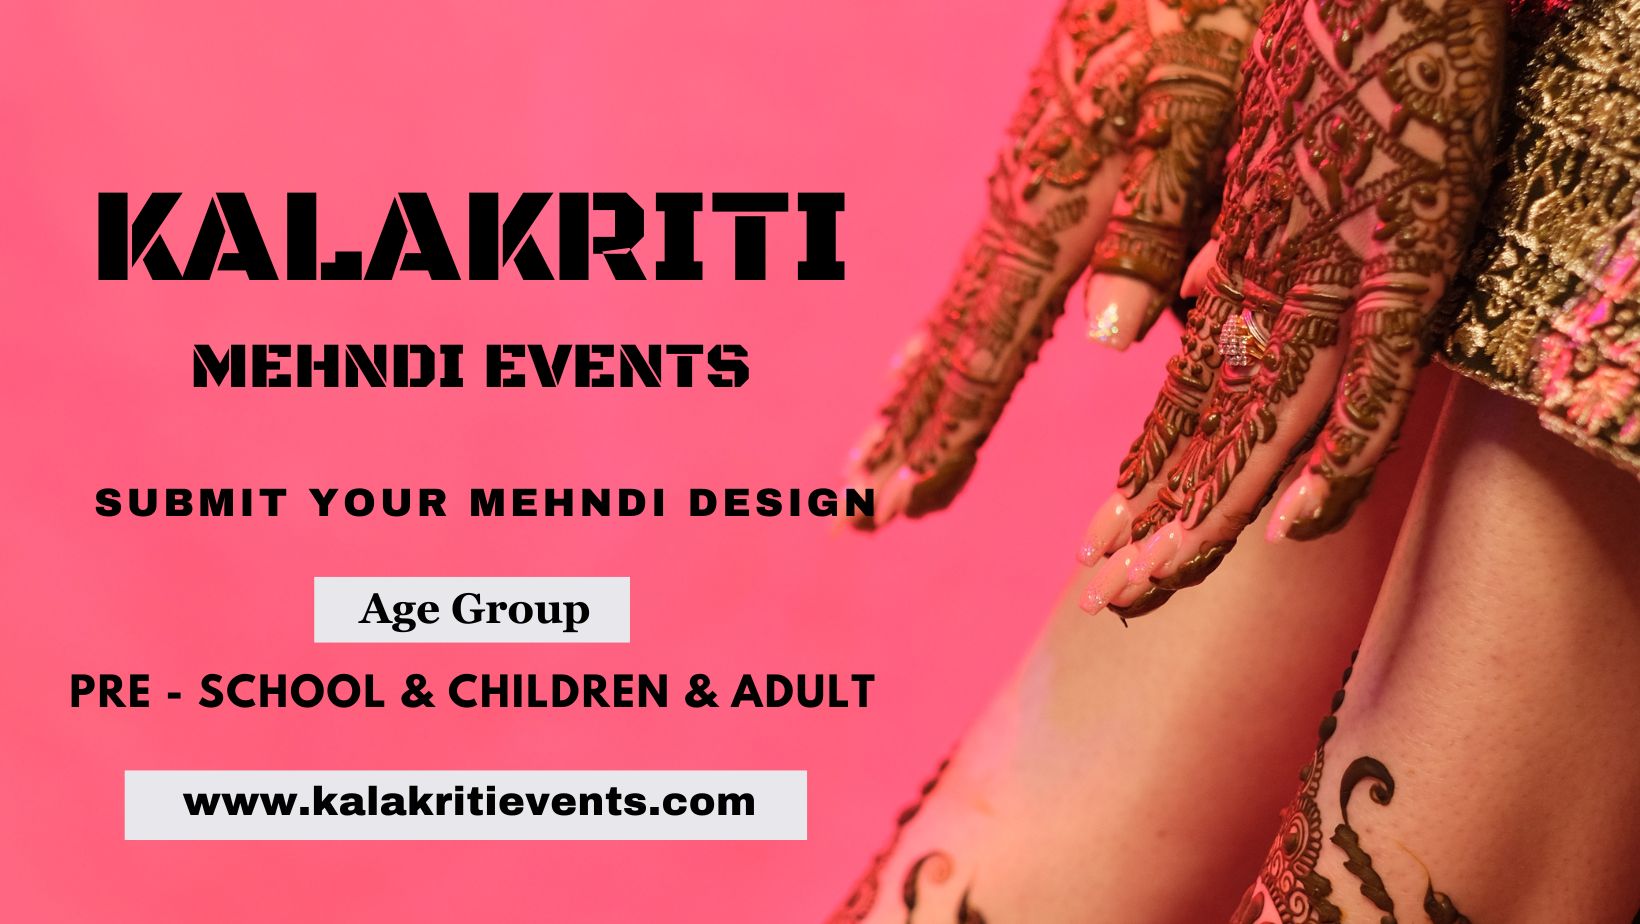 KALAKRITI
MEHNDI EVENTS
SUBMIT YOUR MEHNDI DESIGN
Age Group
PRE - SCHOOL & CHILDREN & ADULT
www.kalakritievents.com